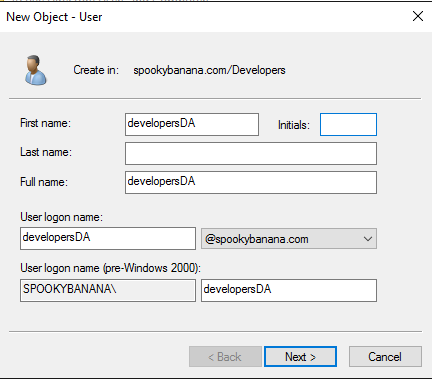 New Object - User
Create in: spookybanana.com/Developers
First name: developersDA Initials:
Last name:
Full name: developersDA
User logon name:
developersDA @spookybanana.com
User logon name (pre-Windows 2000):
SPOOKYBANANA\ developersDA
< Back Next > Cancel